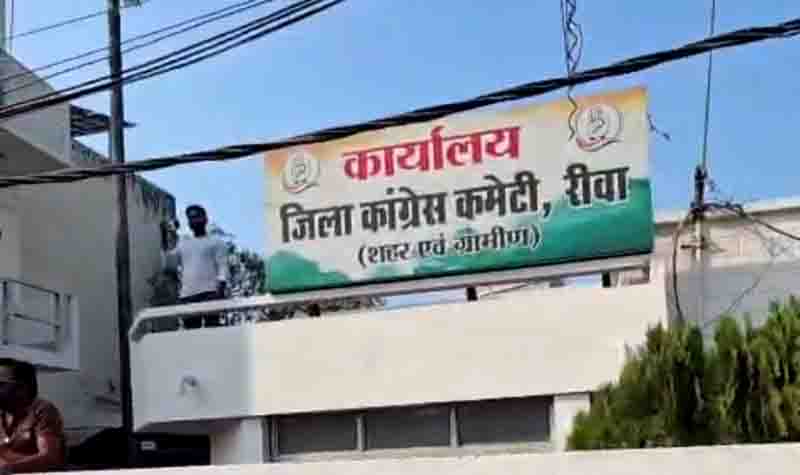 कार्यालय
जिला कांग्रेस कमेटी, रीवा
(शहर एवं ग्रामीण)